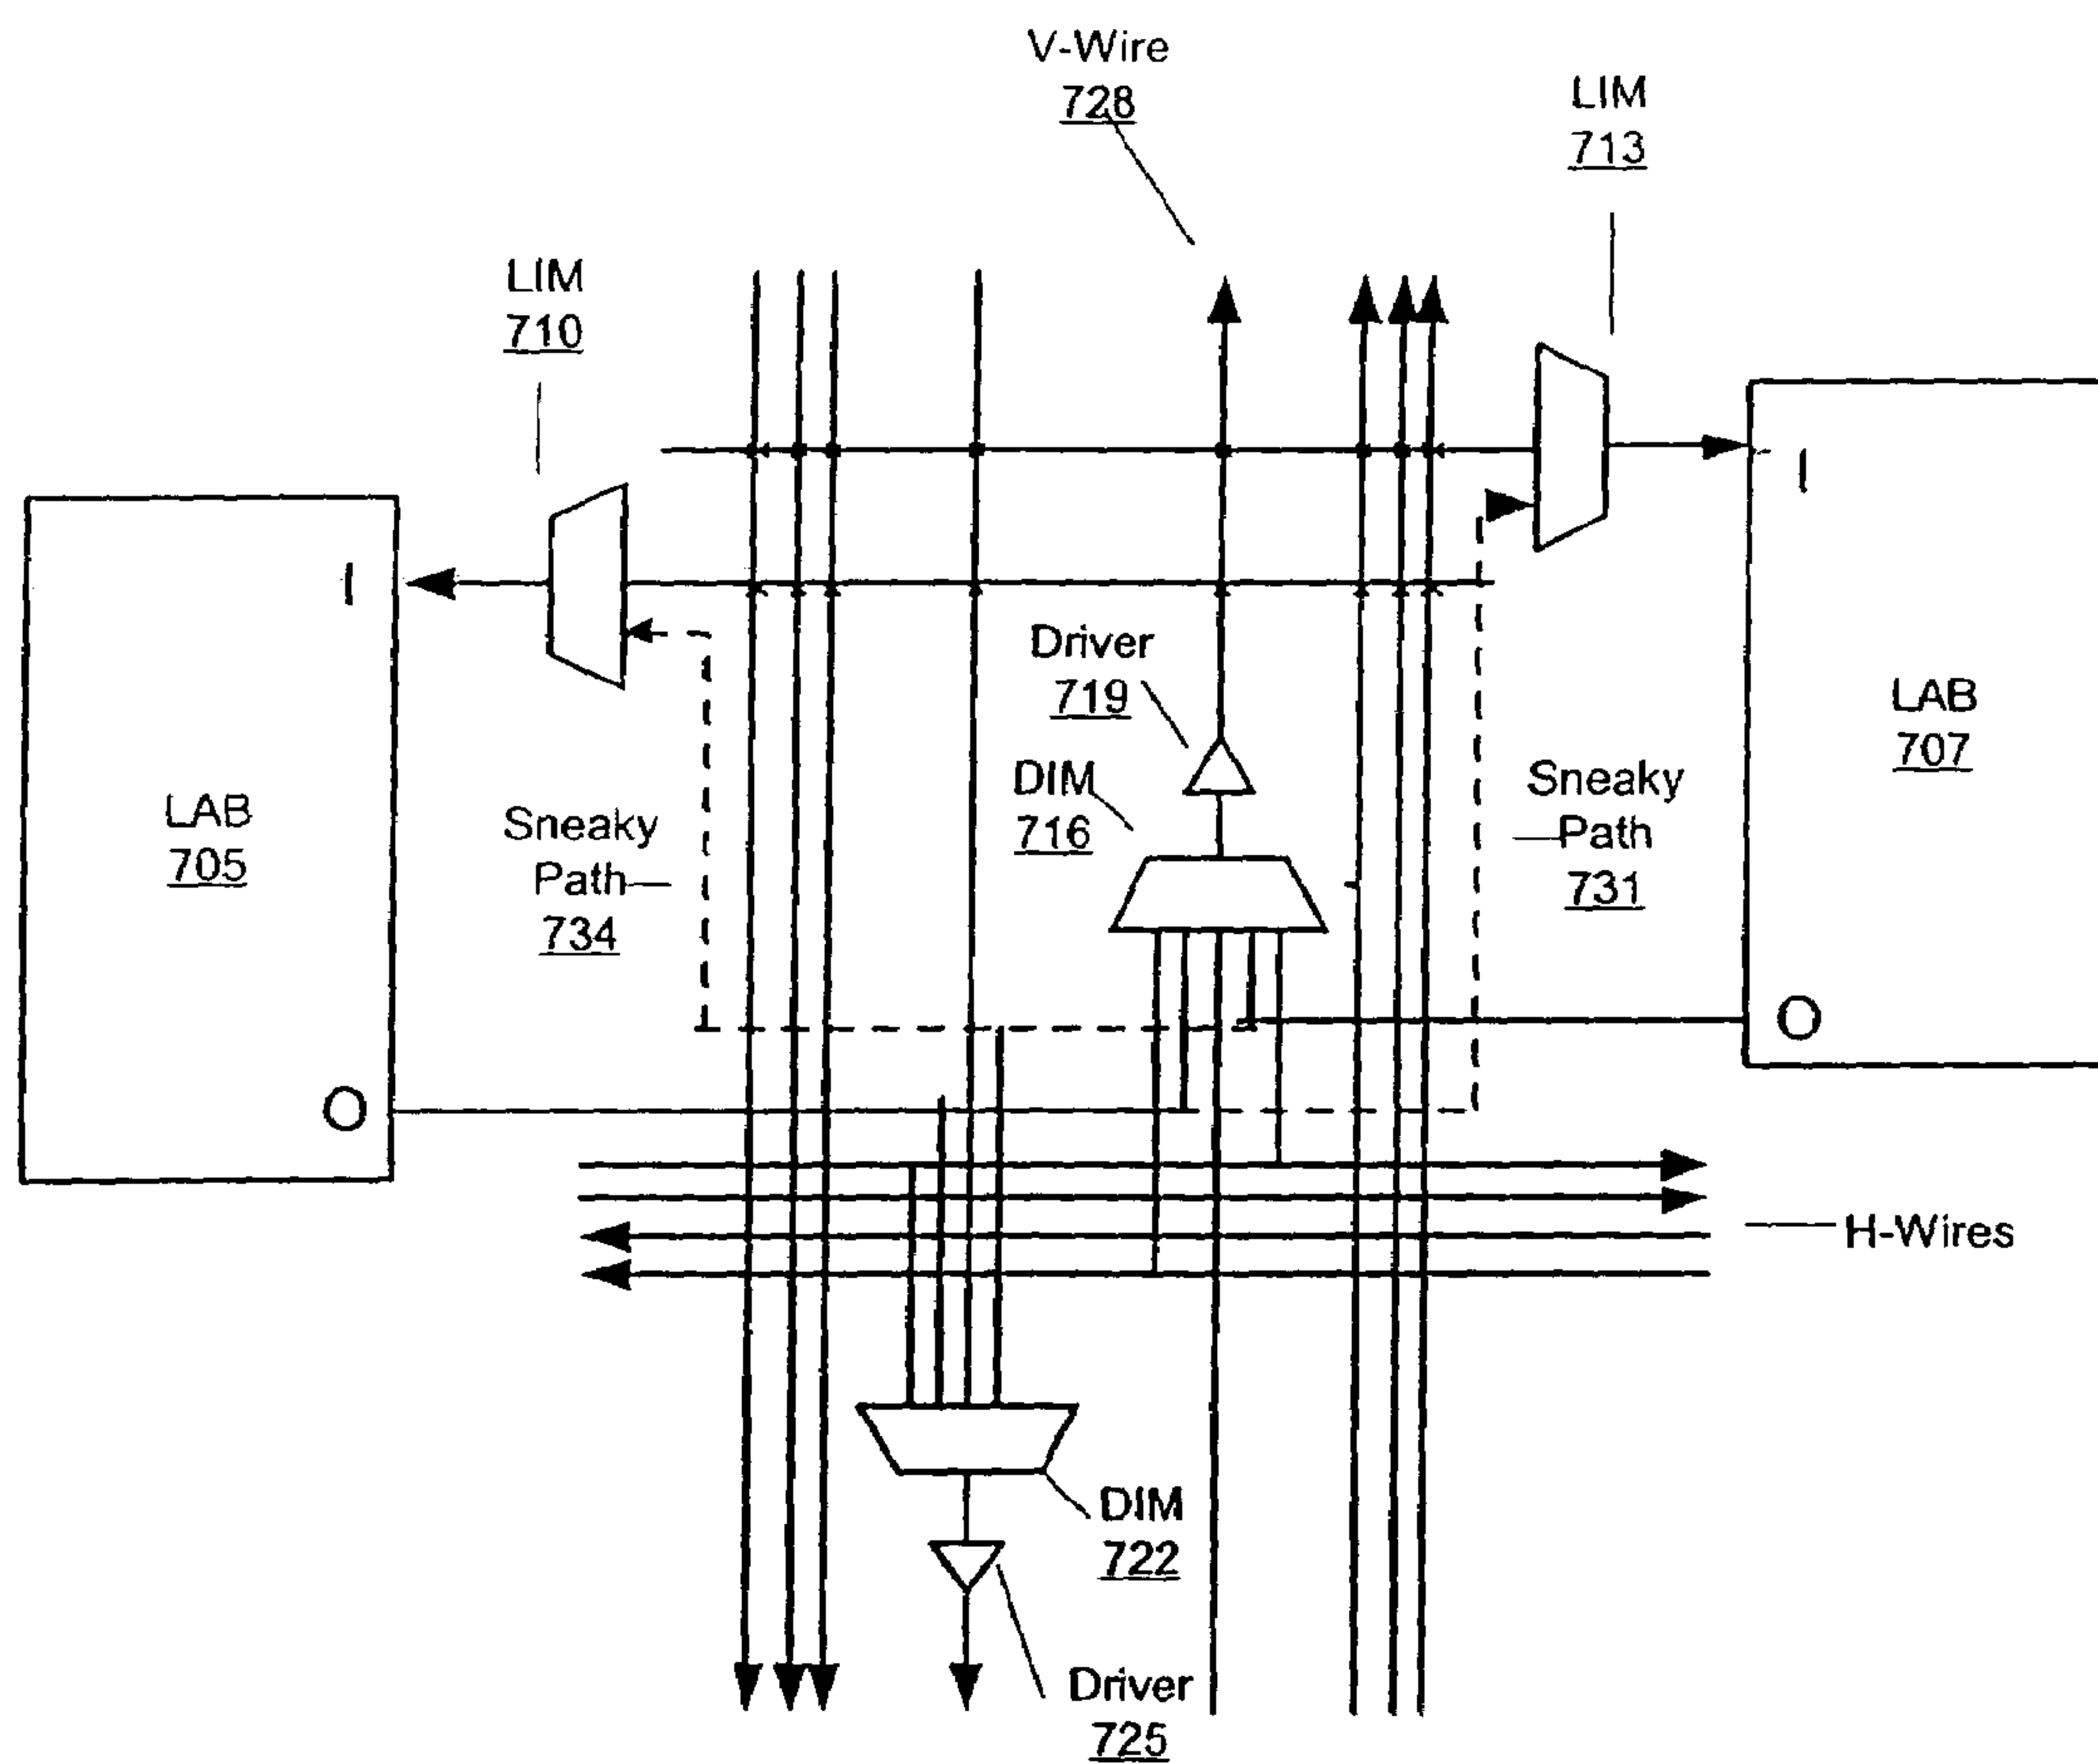 V-Wire
728
LIM
713
LIM
710
I
I
Driver
719
DIM
716
LAB
707
Sneaky
Path
731
LAB
705
Sneaky
Path
734
O
O
H-Wires
DIM
722
Driver
725